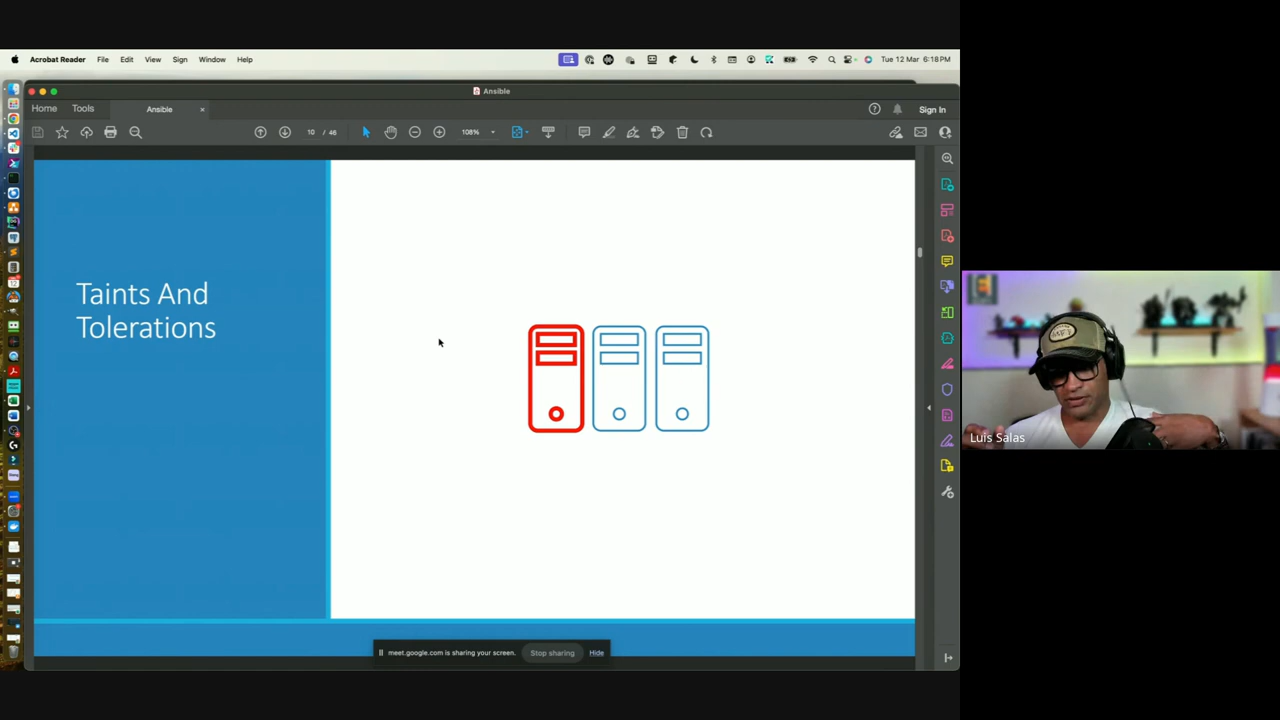 Acrobat Reader File Edit View Sign Window Help Tue 12 Mar 6:18 PM
Ansible
Home Tools Ansible × Sign In
10 / 46 108%
Taints And
Tolerations
Luis Salas
meet.google.com is sharing your screen. Stop sharing Hide